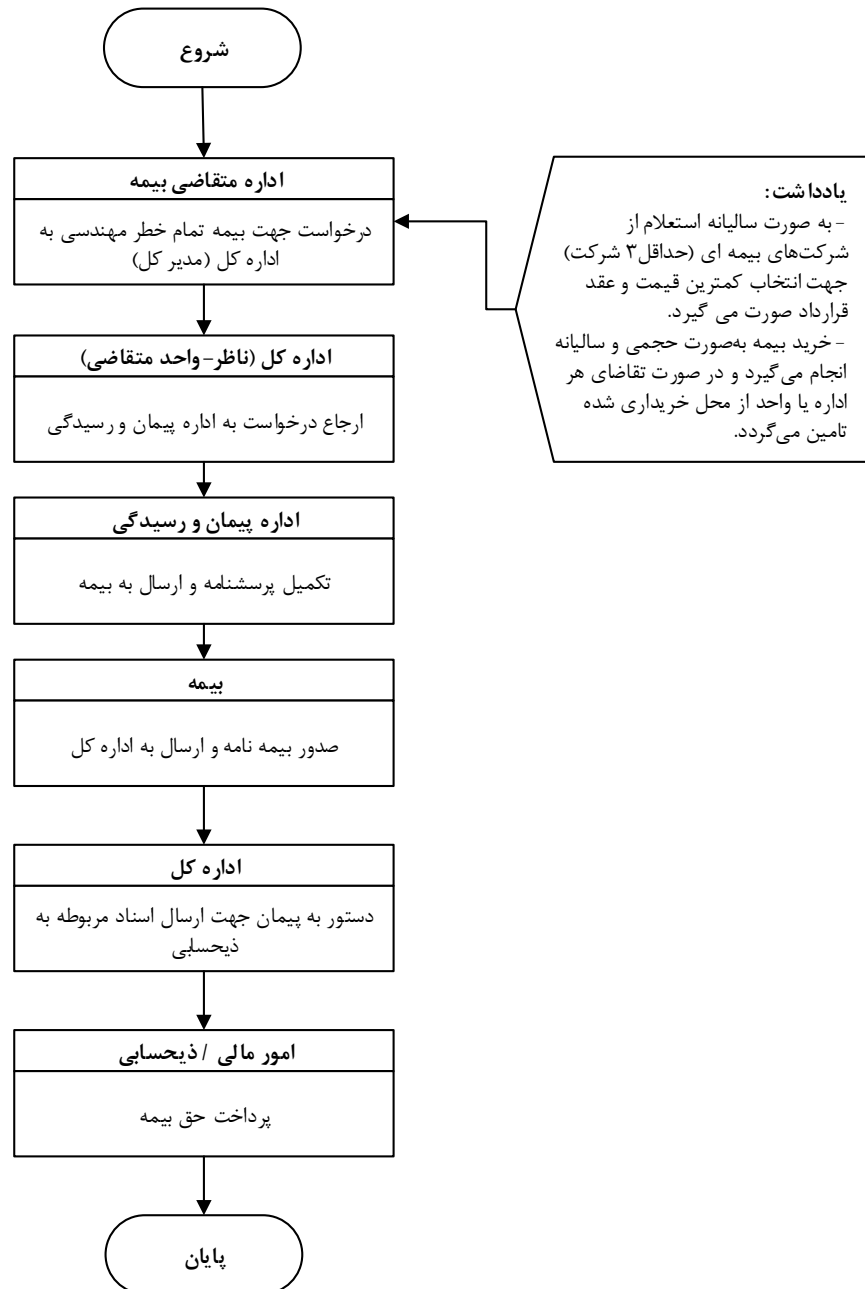 شروع
اداره متقاضی بیمه
درخواست جهت بیمه تمام خطر مهندسی به
اداره کل (مدیر کل)
یادداشت:
- به صورت سالیانه استعلام از
شرکت‌های بیمه ای (حداقل۳ شرکت)
جهت انتخاب کمترین قیمت و عقد
قرارداد صورت می گیرد.
- خرید بیمه به‌صورت حجمی و سالیانه
انجام می‌گیرد و در صورت تقاضای هر
اداره یا واحد از محل خریداری شده
تامین می‌گردد.
اداره کل (ناظر- واحد متقاضی)
ارجاع درخواست به اداره پیمان و رسیدگی
اداره پیمان و رسیدگی
تکمیل پرسشنامه و ارسال به بیمه
بیمه
صدور بیمه نامه و ارسال به اداره کل
اداره کل
دستور به پیمان جهت ارسال اسناد مربوطه به
ذیحسابی
امور مالی / ذیحسابی
پرداخت حق بیمه
پایان